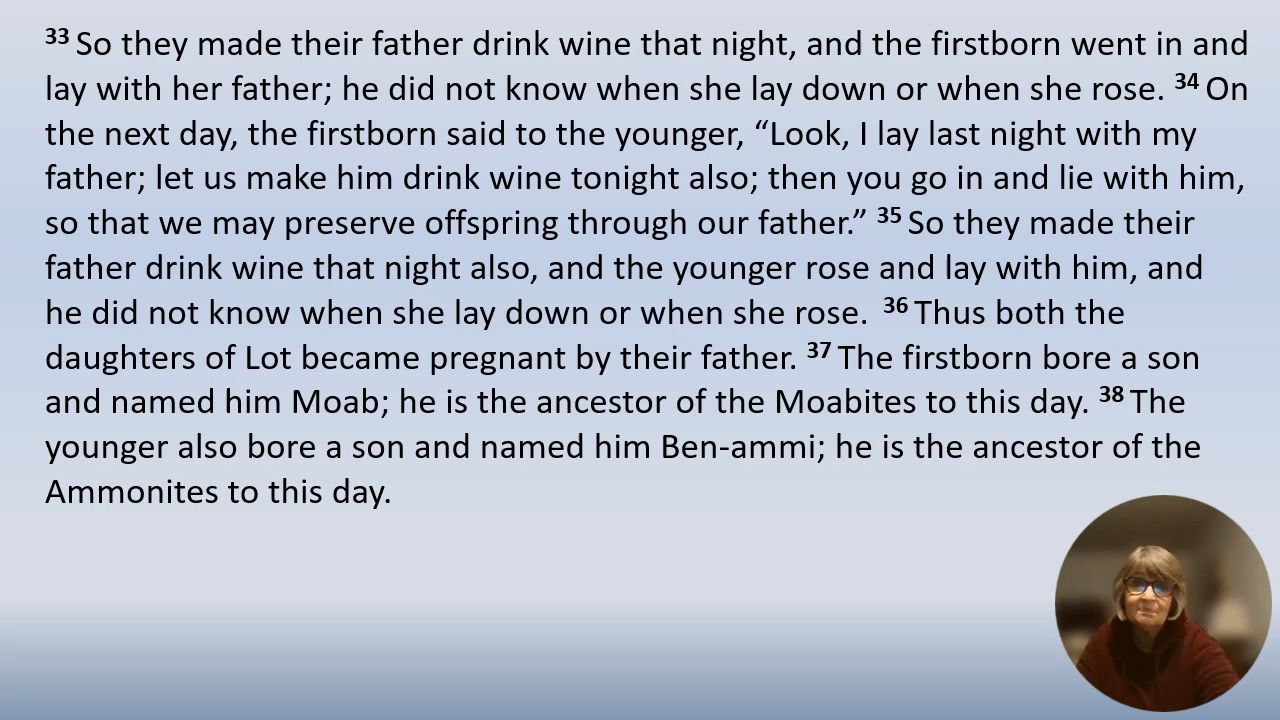 33 So they made their father drink wine that night, and the firstborn went in and
lay with her father; he did not know when she lay down or when she rose. 34 On
the next day, the firstborn said to the younger, “Look, I lay last night with my
father; let us make him drink wine tonight also; then you go in and lie with him,
so that we may preserve offspring through our father.” 35 So they made their
father drink wine that night also, and the younger rose and lay with him, and
he did not know when she lay down or when she rose. 36 Thus both the
daughters of Lot became pregnant by their father. 37 The firstborn bore a son
and named him Moab; he is the ancestor of the Moabites to this day. 38 The
younger also bore a son and named him Ben-ammi; he is the ancestor of the
Ammonites to this day.